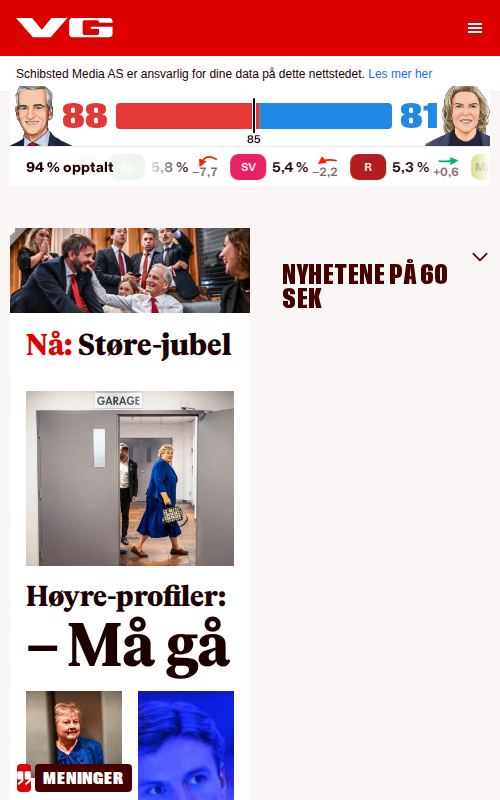 VG
Schibsted Media AS er ansvarlig for dine data på dette nettstedet. Les mer her
88 81
85
94 % opptalt Sp 5,8 % −7,7 SV 5,4 % −2,2 R 5,3 % +0,6
NYHETENE PÅ 60
SEK
Nå: Støre-jubel
GARAGE
Høyre-profiler:
– Må gå
MENINGER